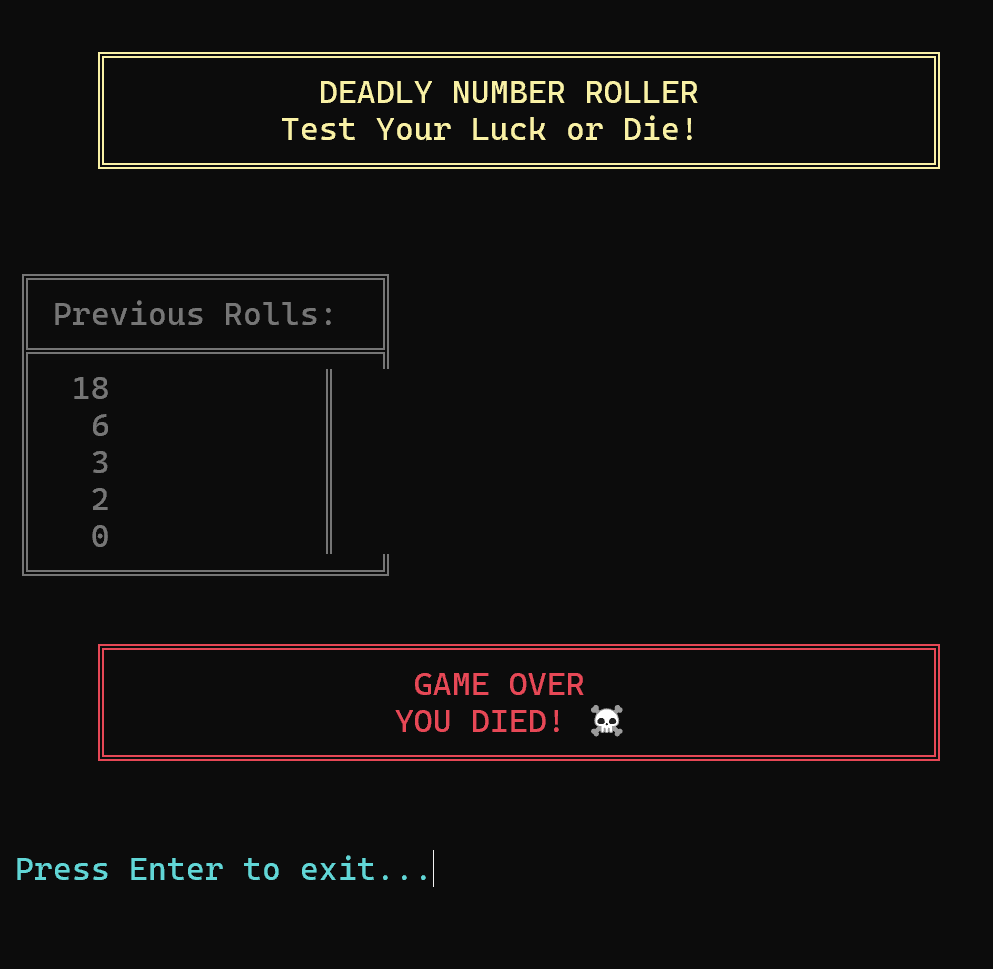 DEADLY NUMBER ROLLER
Test Your Luck or Die!
Previous Rolls:
18
6
3
2
0
GAME OVER
YOU DIED! ☠️
Press Enter to exit...